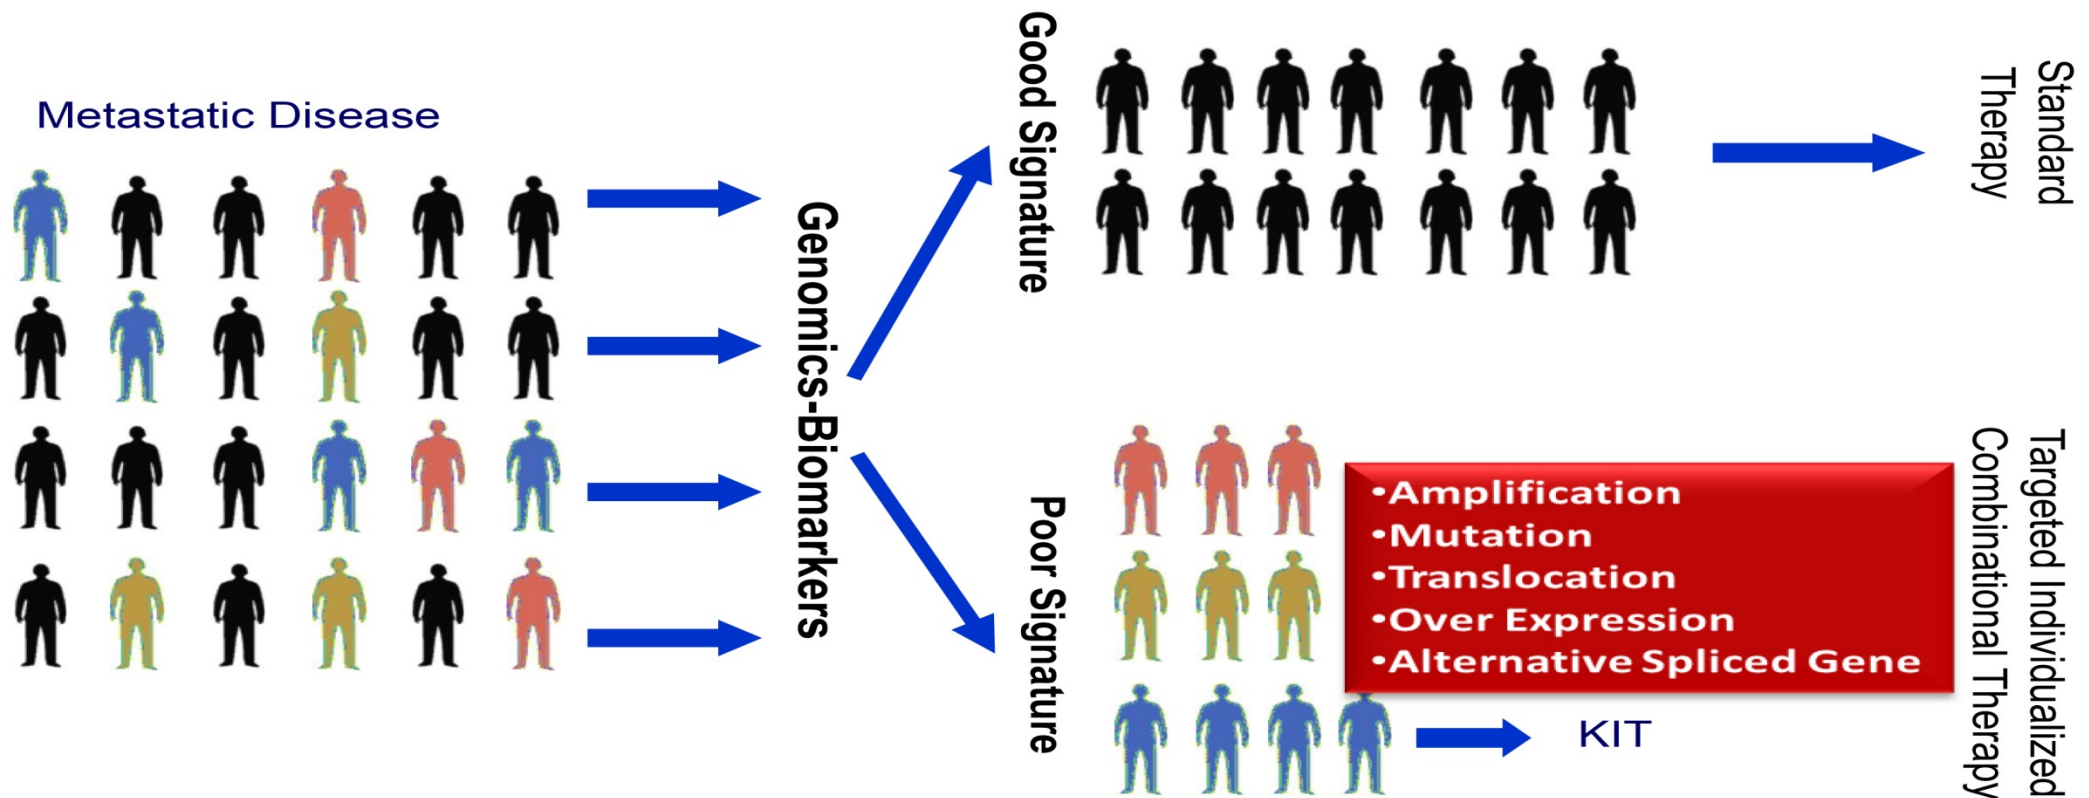 Metastatic Disease
Genomics-Biomarkers
Good Signature
Standard
Therapy
Poor Signature
•Amplification
•Mutation
•Translocation
•Over Expression
•Alternative Spliced Gene
KIT
Targeted Individualized
Combinational Therapy